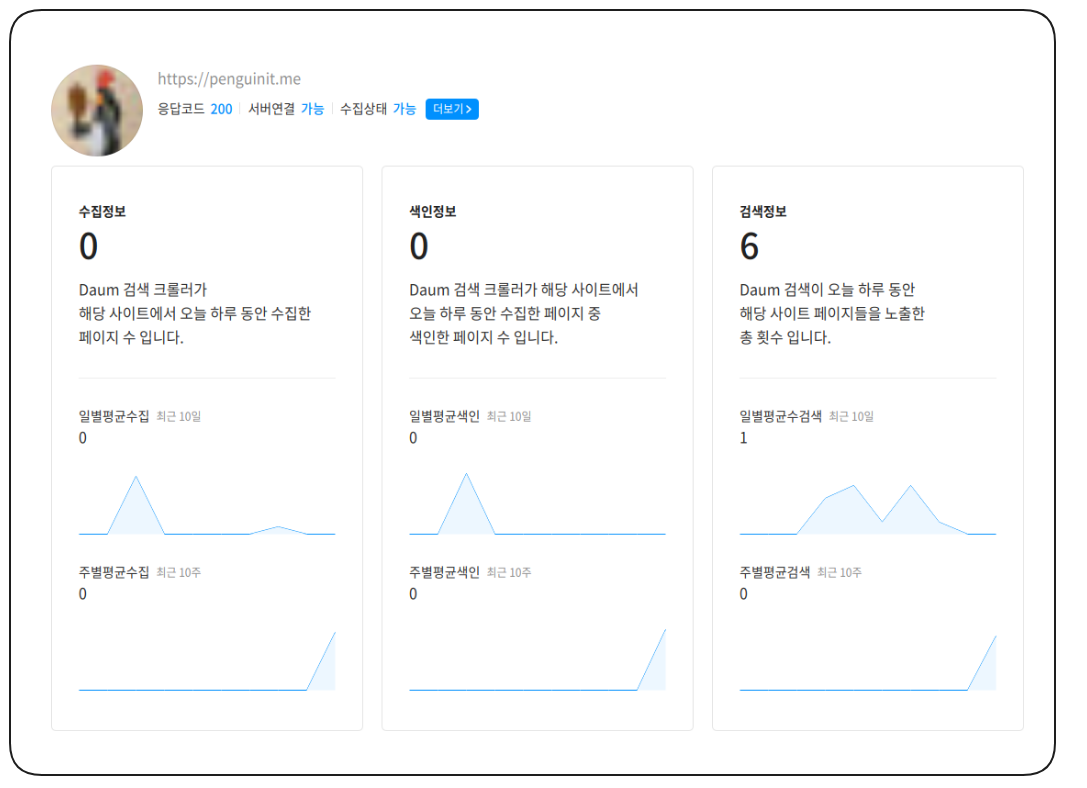 https://penguinit.me
응답코드 200 서버연결 가능 수집상태 가능 더보기 >
수집정보
0
Daum 검색 크롤러가
해당 사이트에서 오늘 하루 동안 수집한
페이지 수 입니다.
일별평균수집 최근 10일
0
주별평균수집 최근 10주
0
색인정보
0
Daum 검색 크롤러가 해당 사이트에서
오늘 하루 동안 수집한 페이지 중
색인한 페이지 수 입니다.
일별평균색인 최근 10일
0
주별평균색인 최근 10주
0
검색정보
6
Daum 검색이 오늘 하루 동안
해당 사이트 페이지들을 노출한
총 횟수 입니다.
일별평균수검색 최근 10일
1
주별평균검색 최근 10주
0